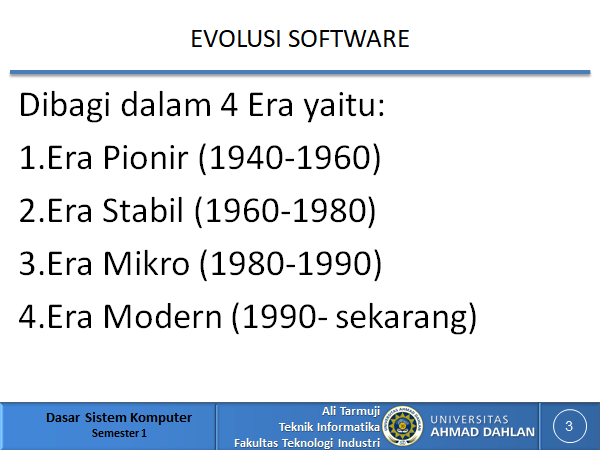 EVOLUSI SOFTWARE
Dibagi dalam 4 Era yaitu:
1.Era Pionir (1940-1960)
2.Era Stabil (1960-1980)
3.Era Mikro (1980-1990)
4.Era Modern (1990- sekarang)
Dasar Sistem Komputer
Semester 1
Ali Tarmuji
Teknik Informatika
Fakultas Teknologi Industri
UNIVERSITAS
AHMAD DAHLAN
3